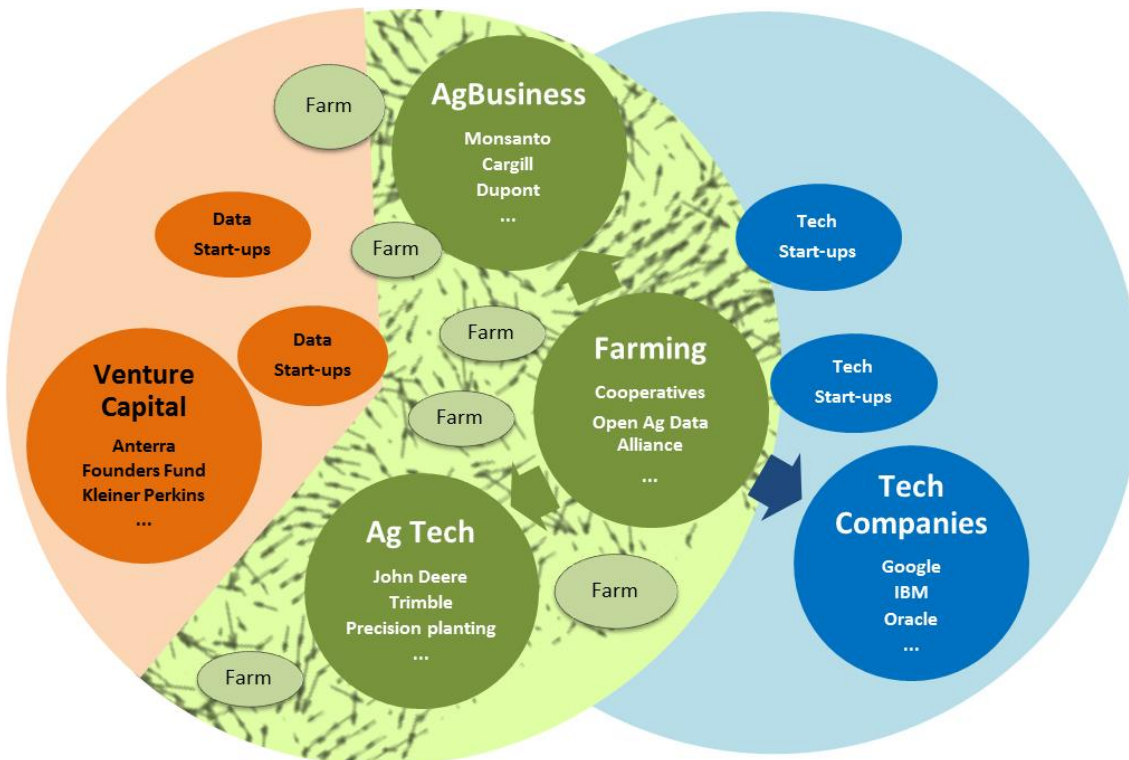 Farm
AgBusiness
Monsanto
Cargill
Dupont
...
Data
Start-ups
Farm
Tech
Start-ups
Data
Start-ups
Farm
Farming
Cooperatives
Open Ag Data
Alliance
...
Tech
Start-ups
Venture
Capital
Anterra
Founders Fund
Kleiner Perkins
...
Farm
Ag Tech
John Deere
Trimble
Precision planting
...
Farm
Tech
Companies
Google
IBM
Oracle
...
Farm